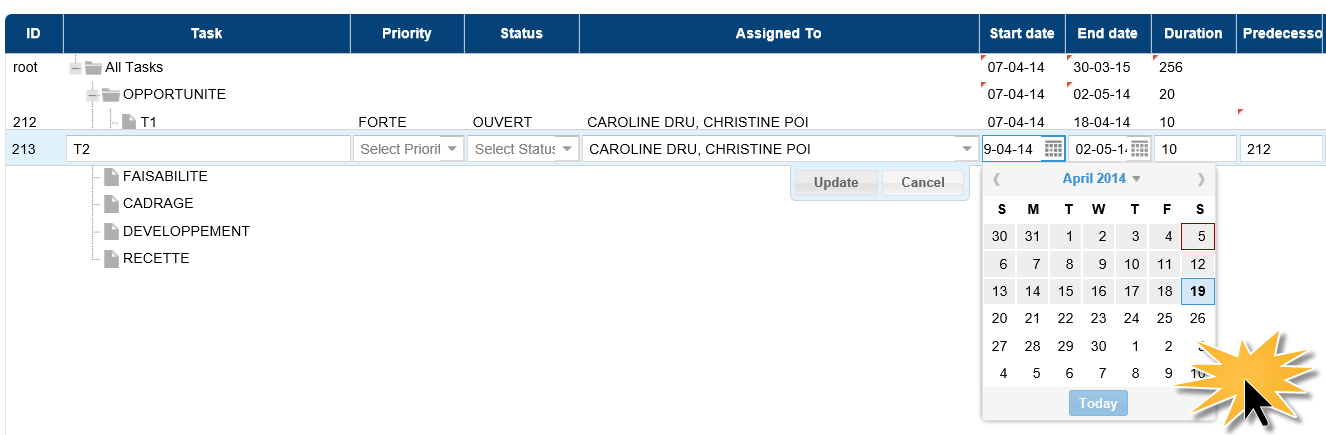 ID Task Priority Status Assigned To Start date End date Duration Predecesso
root All Tasks 07-04-14 30-03-15 256
OPPORTUNITE 07-04-14 02-05-14 20
212 T1 FORTE OUVERT CAROLINE DRU, CHRISTINE POI 07-04-14 18-04-14 10
213 T2 Select Priorit Select Status CAROLINE DRU, CHRISTINE POI 9-04-14 02-05-1 10 212
FAISABILITE
Update Cancel
CADRAGE
DEVELOPPEMENT
RECETTE
April 2014
S M T W T F S
30 31 1 2 3 4 5
6 7 8 9 10 11 12
13 14 15 16 17 18 19
20 21 22 23 24 25 26
27 28 29 30 1 2 3
4 5 6 7 8 9 10
Today